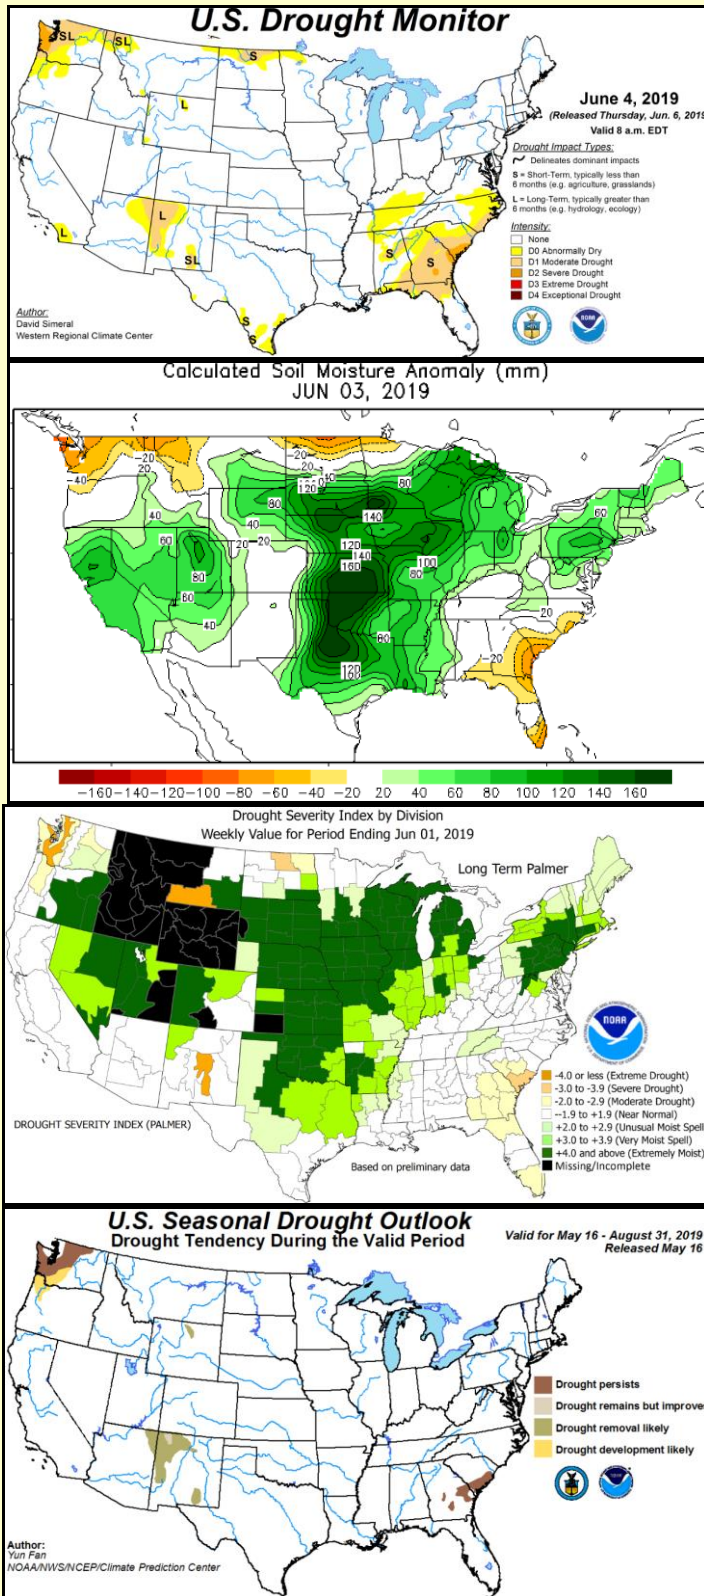 U.S. Drought Monitor
June 4, 2019
(Released Thursday, Jun. 6, 2019
Valid 8 a.m. EDT
Drought Impact Types:
Delineates dominant impacts
S = Short-Term, typically less than
6 months (e.g. agriculture, grasslands)
L = Long-Term, typically greater than
6 months (e.g. hydrology, ecology)
Intensity:
None
D0 Abnormally Dry
D1 Moderate Drought
D2 Severe Drought
D3 Extreme Drought
D4 Exceptional Drought
SL
SL
S
L
L
SL
L
S
S
S
S
Author:
David Simeral
Western Regional Climate Center
NOAA
Calculated Soil Moisture Anomaly (mm)
JUN 03, 2019
-20
20
-40
-20
20
120
80
80
40
40
140
60
60
20
-20
120
140
160
100
80
80
60
40
20
80
-20
120
160
-160 -140 -120 -100 -80 -60 -40 -20 20 40 60 80 100 120 140 160
Drought Severity Index by Division
Weekly Value for Period Ending Jun 01, 2019
Long Term Palmer
NOAA
-4.0 or less (Extreme Drought)
-3.0 to -3.9 (Severe Drought)
-2.0 to -2.9 (Moderate Drought)
--1.9 to +1.9 (Near Normal)
+2.0 to +2.9 (Unusual Moist Spell
+3.0 to +3.9 (Very Moist Spell)
+4.0 and above (Extremely Moist)
Missing/Incomplete
DROUGHT SEVERITY INDEX (PALMER)
Based on preliminary data
U.S. Seasonal Drought Outlook
Drought Tendency During the Valid Period
Valid for May 16 - August 31, 2019
Released May 16
Drought persists
Drought remains but improves
Drought removal likely
Drought development likely
Author:
Yun Fan
NOAA/NWS/NCEP/Climate Prediction Center